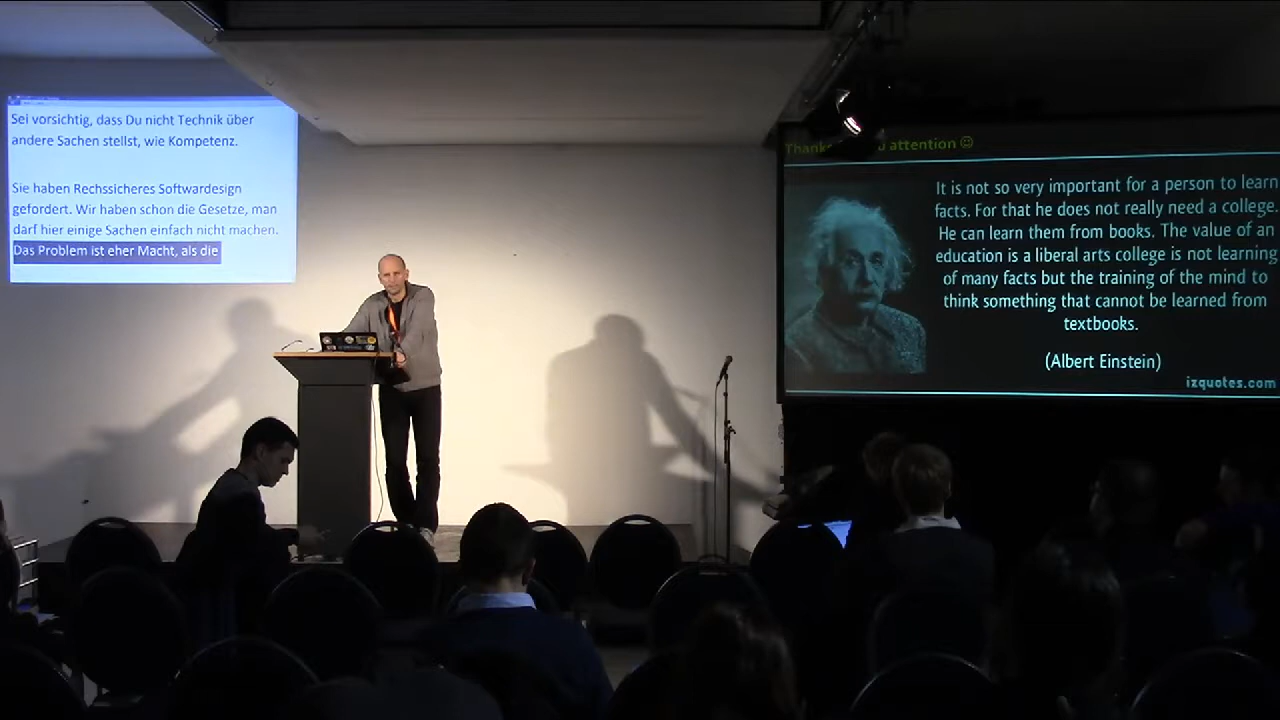 Sei vorsichtig, dass Du nicht Technik über
andere Sachen stellst, wie Kompetenz.
Sie haben Rechssicheres Softwardesign
gefordert. Wir haben schon die Gesetze, man
darf hier einige Sachen einfach nicht machen.
Das Problem ist eher Macht, als die
Thanks attention ☺
It is not so very important for a person to learn
facts. For that he does not really need a college.
He can learn them from books. The value of an
education is a liberal arts college is not learning
of many facts but the training of the mind to
think something that cannot be learned from
textbooks.
(Albert Einstein)
izquotes.com